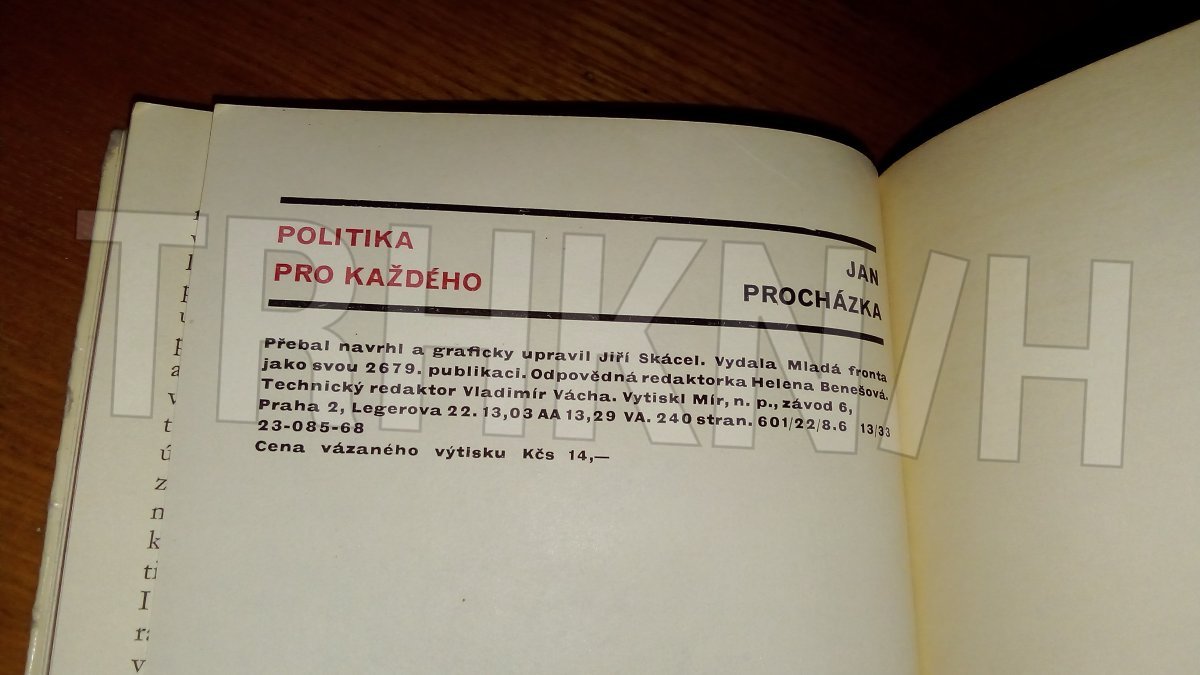 POLITIKA
PRO KAŽDÉHO
JAN
PROCHÁZKA
Přebal navrhl a graficky upravil Jiří Skácel. Vydala Mladá fronta
jako svou 2679. publikaci. Odpovědná redaktorka Helena Benešová.
Technický redaktor Vladimír Vácha. Vytiskl Mír, n. p., závod 6,
Praha 2, Legerova 22. 13,03 AA 13,29 VA. 240 stran. 601/22/8.6 13/33
23-085-68
Cena vázaného výtisku Kčs 14,—
TRHKNIH